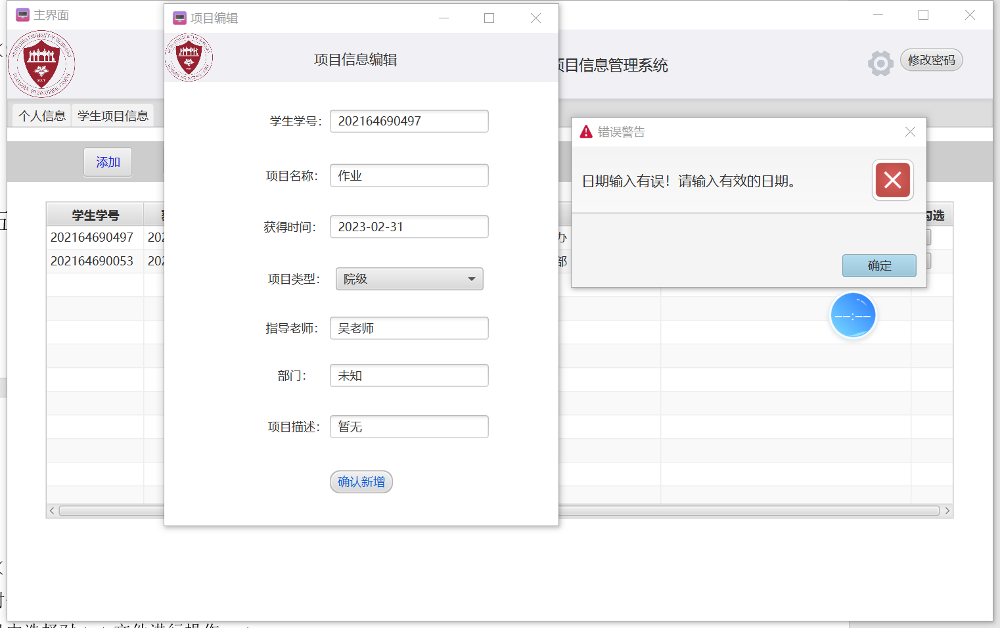 主界面
项目信息管理系统
修改密码
个人信息
学生项目信息
添加
学生学号
勾选
202164690497
202
办
202164690053
202
部
项目编辑
项目信息编辑
学生学号：
202164690497
项目名称：
作业
获得时间：
2023-02-31
项目类型：
院级
指导老师：
吴老师
部门：
未知
项目描述：
暂无
确认新增
错误警告
日期输入有误！请输入有效的日期。
确定
--:--